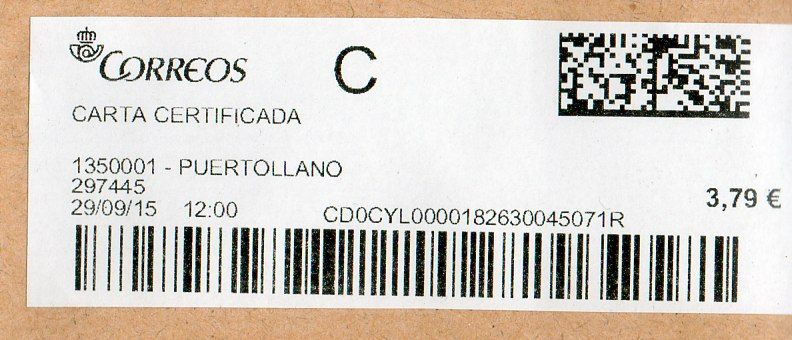 CORREOS
C
CARTA CERTIFICADA
1350001 - PUERTOLLANO
297445
29/09/15 12:00
CD0CYL0000182630045071R
3,79 €